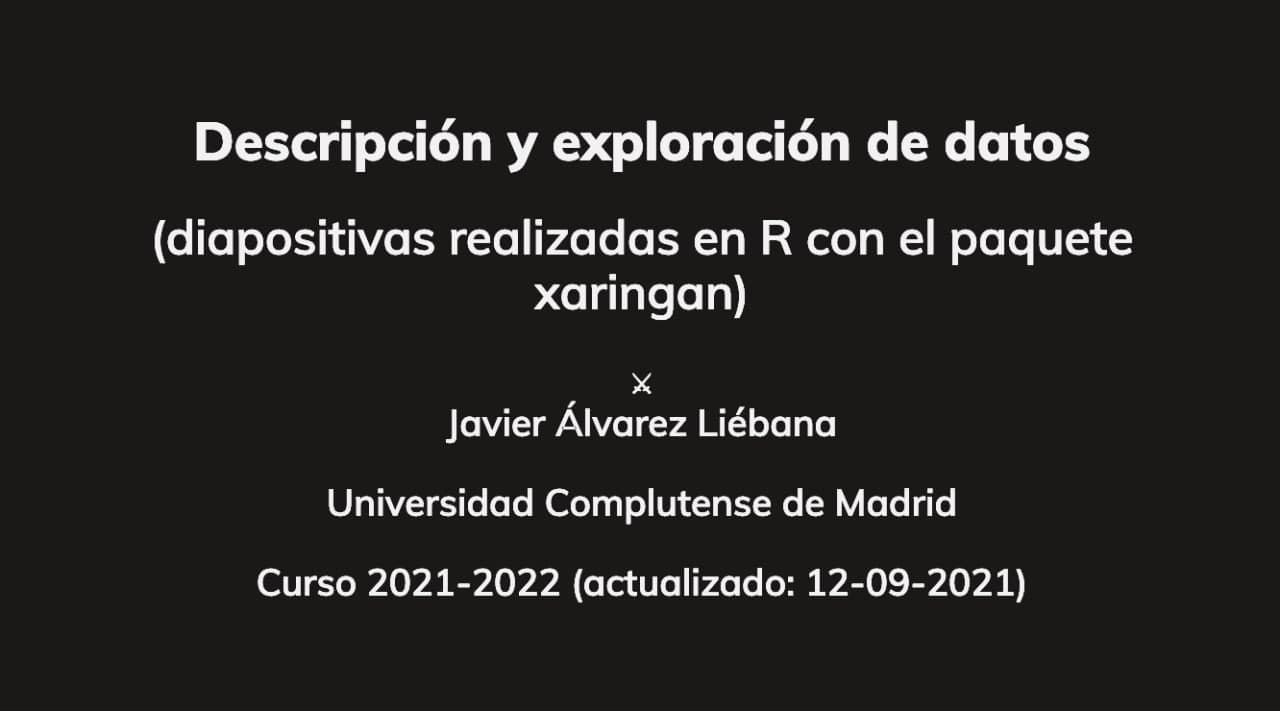 Descripción y exploración de datos
(diapositivas realizadas en R con el paquete
xaringan)
⚔
Javier Álvarez Liébana
Universidad Complutense de Madrid
Curso 2021-2022 (actualizado: 12-09-2021)